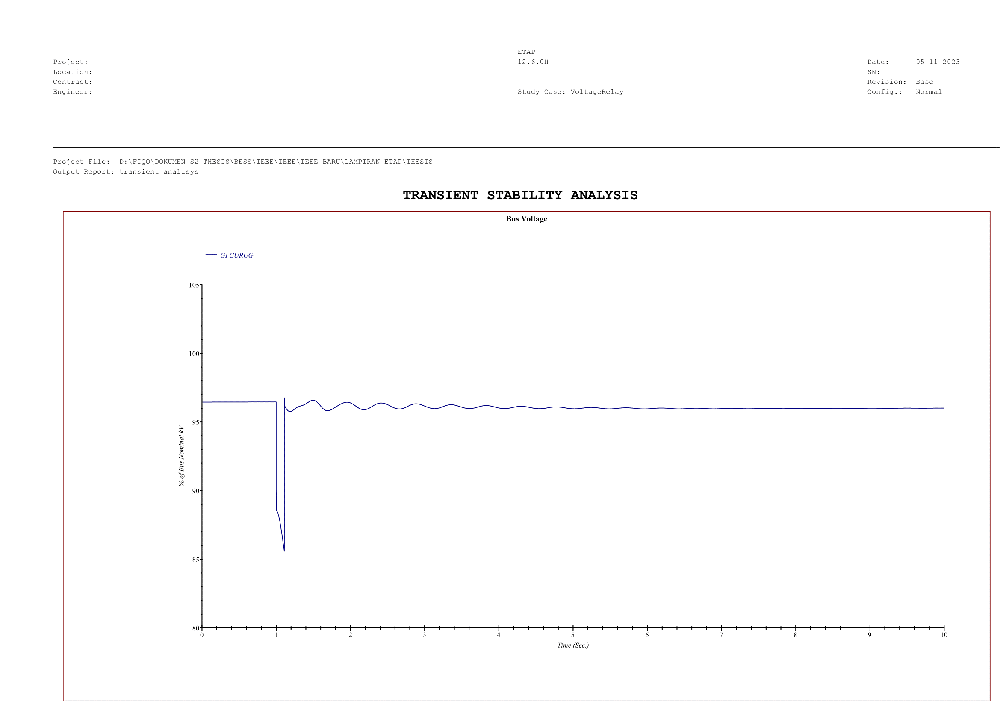 ETAP
Project: 12.6.0H Date: 05-11-2023
Location: SN:
Contract: Revision: Base
Engineer: Study Case: VoltageRelay Config.: Normal
Project File: D:\FIQO\DOKUMEN S2 THESIS\BESS\IEEE\IEEE\IEEE BARU\LAMPIRAN ETAP\THESIS
Output Report: transient analisys
TRANSIENT STABILITY ANALYSIS
Bus Voltage
GI CURUG
105
100
95
% of Bus Nominal kV
90
85
80
0 1 2 3 4 5 6 7 8 9 10
Time (Sec.)